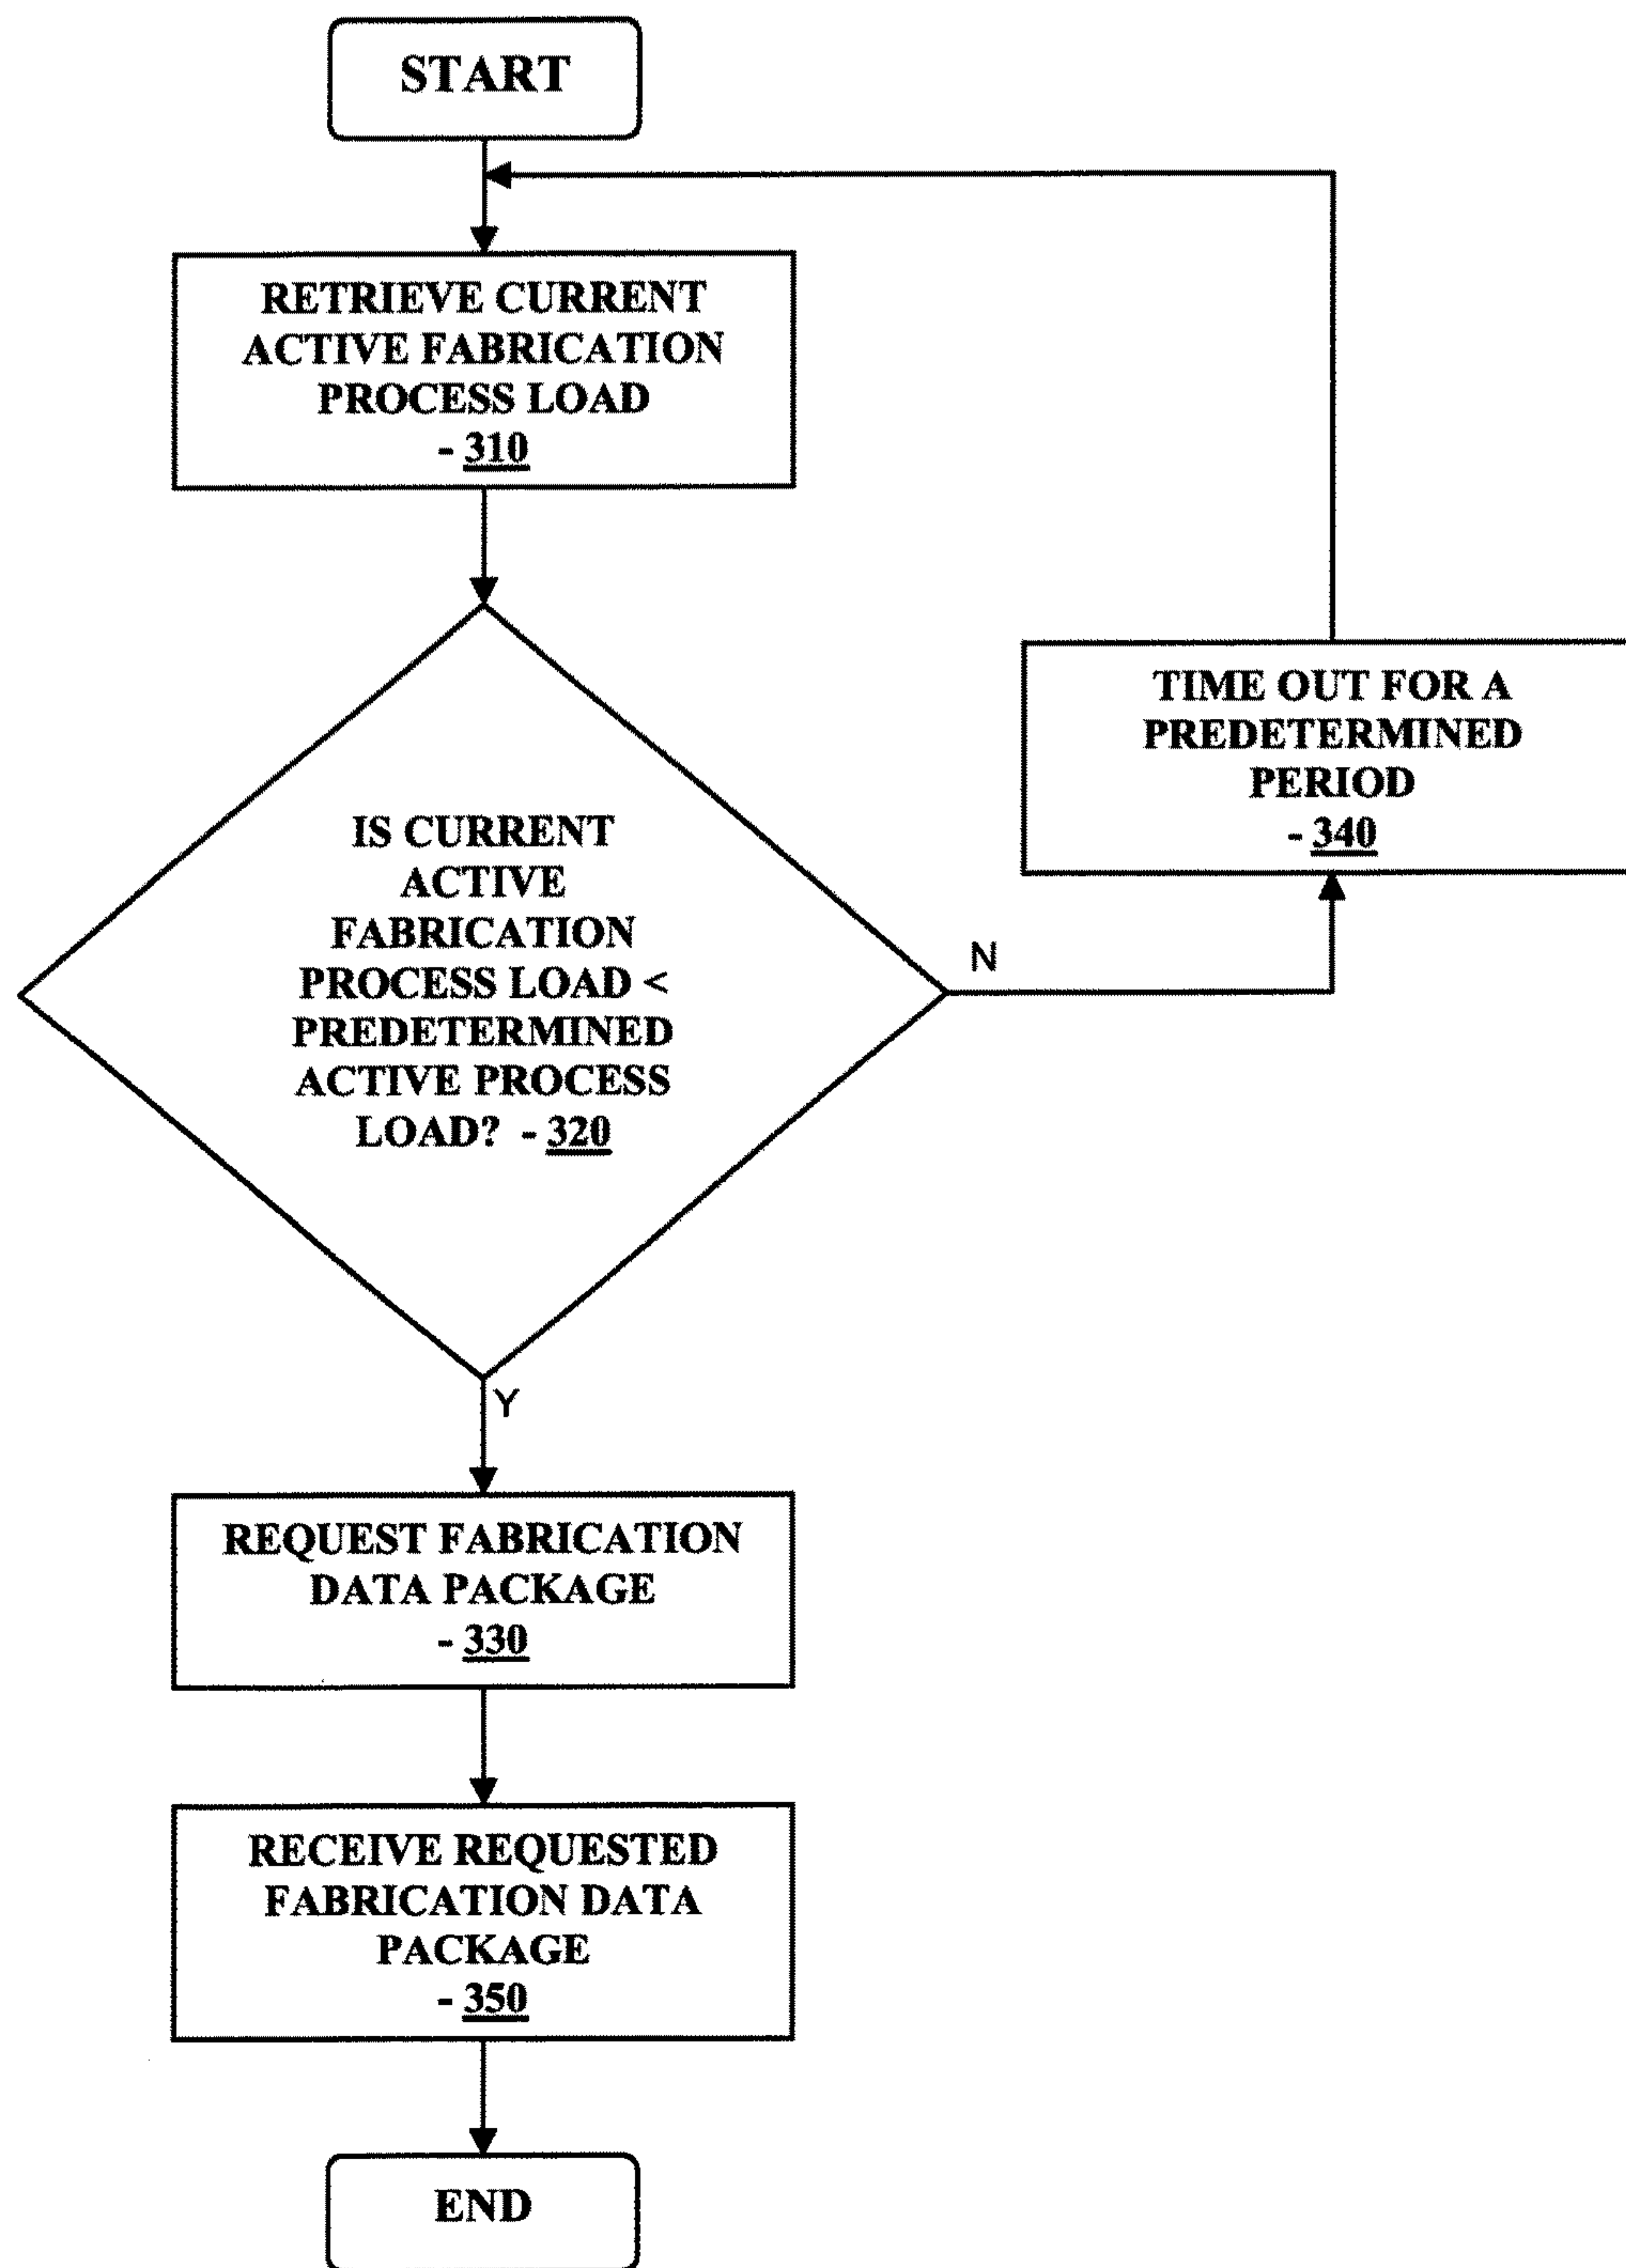 START
RETRIEVE CURRENT
ACTIVE FABRICATION
PROCESS LOAD
- 310
IS CURRENT
ACTIVE
FABRICATION
PROCESS LOAD <
PREDETERMINED
ACTIVE PROCESS
LOAD? - 320
N
TIME OUT FOR A
PREDETERMINED
PERIOD
- 340
Y
REQUEST FABRICATION
DATA PACKAGE
- 330
RECEIVE REQUESTED
FABRICATION DATA
PACKAGE
- 350
END